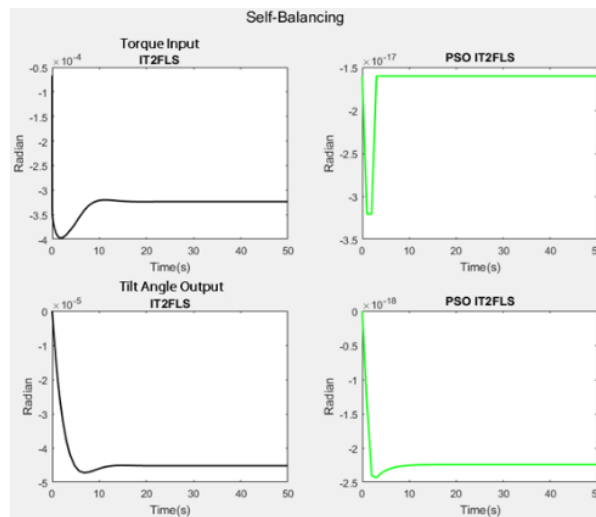 Self-Balancing
Torque Input
IT2FLS
×10^-4
-0.5
-1
-1.5
-2
-2.5
-3
-3.5
-4
Radian
0 10 20 30 40 50
Time(s)
PSO IT2FLS
×10^-17
-1.5
-2
-2.5
-3
-3.5
Radian
0 10 20 30 40 50
Time(s)
Tilt Angle Output
IT2FLS
×10^-5
0
-1
-2
-3
-4
-5
Radian
0 10 20 30 40 50
Time(s)
PSO IT2FLS
×10^-18
0
-0.5
-1
-1.5
-2
-2.5
Radian
0 10 20 30 40 50
Time(s)